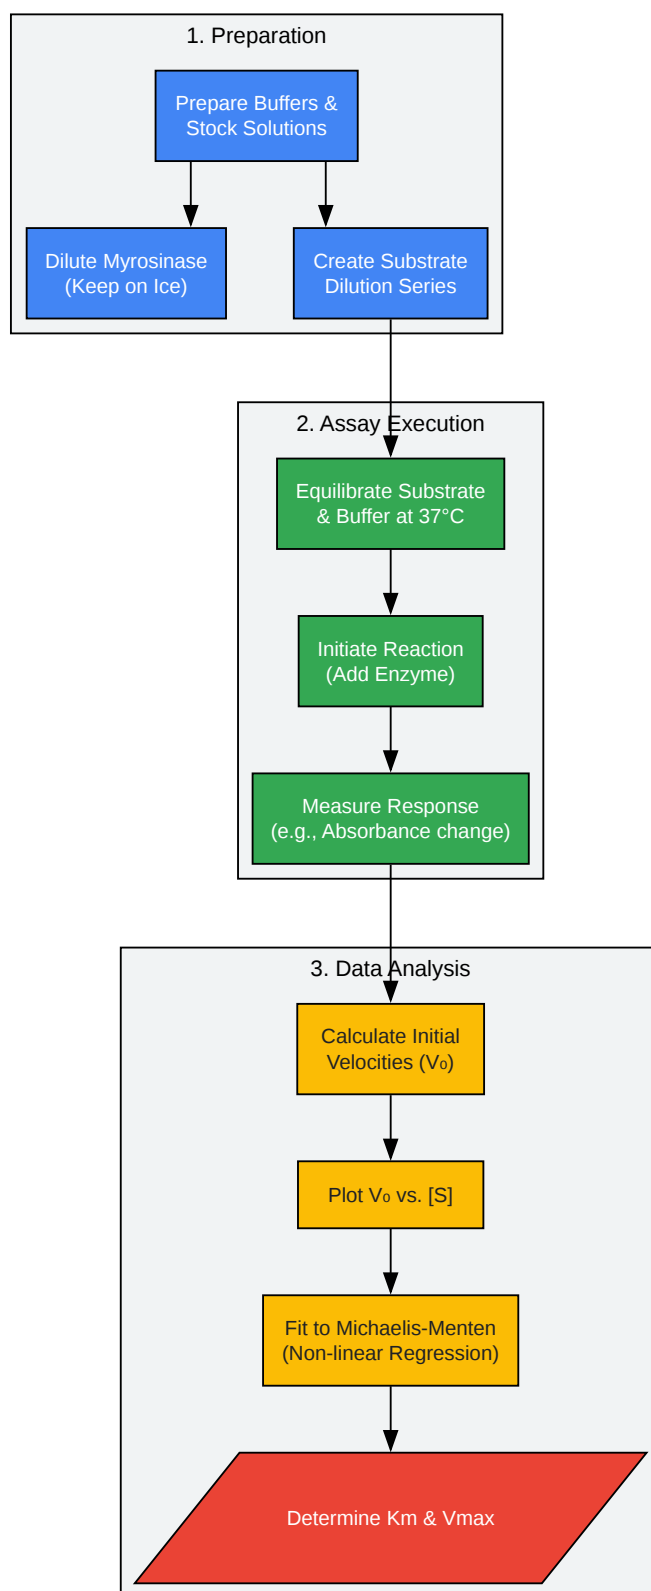 1. Preparation
Prepare Buffers &
Stock Solutions
Dilute Myrosinase
(Keep on Ice)
Create Substrate
Dilution Series
2. Assay Execution
Equilibrate Substrate
& Buffer at 37°C
Initiate Reaction
(Add Enzyme)
Measure Response
(e.g., Absorbance change)
3. Data Analysis
Calculate Initial
Velocities (V₀)
Plot V₀ vs. [S]
Fit to Michaelis-Menten
(Non-linear Regression)
Determine Km & Vmax